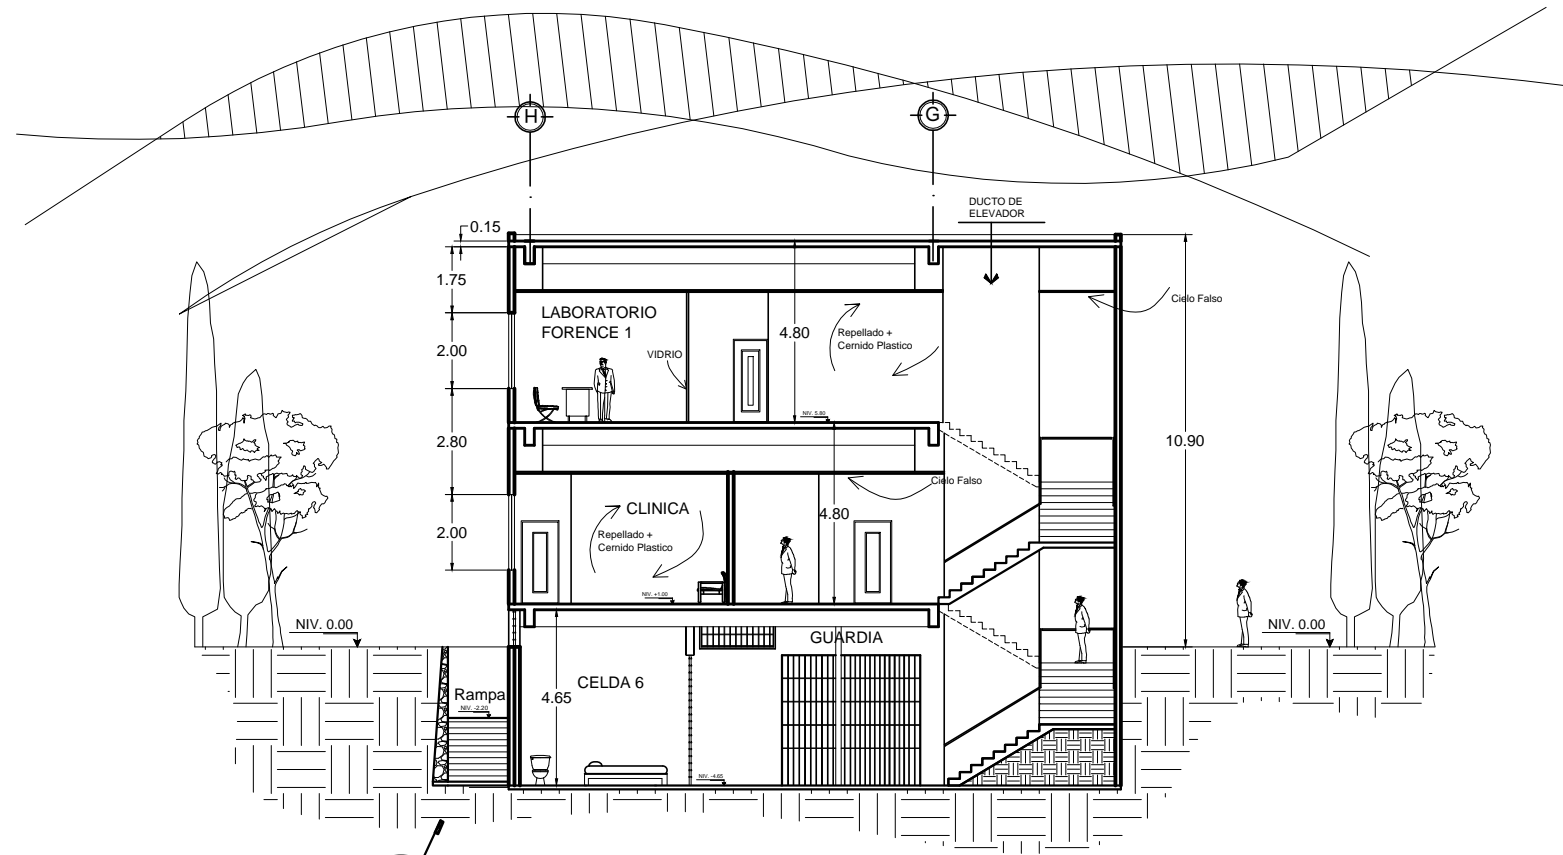 H
G
DUCTO DE
ELEVADOR
0.15
1.75
Cielo Falso
LABORATORIO
FORENCE 1
4.80
Repellado +
Cernido Plastico
2.00
VIDRIO
NIV. 5.80
2.80
10.90
Cielo Falso
CLINICA
4.80
2.00
Repellado +
Cernido Plastico
NIV. +1.00
NIV. 0.00
NIV. 0.00
GUARDIA
CELDA 6
Rampa
4.65
NIV. -2.20
NIV. -4.65